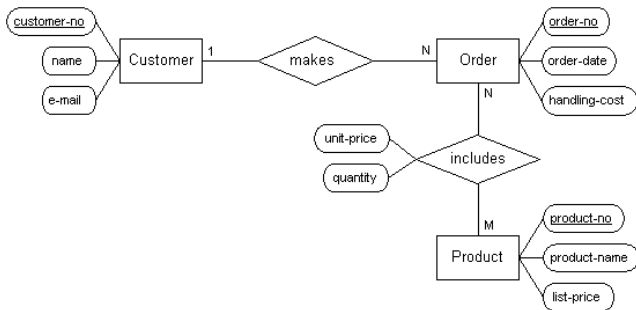 customer-no
name
e-mail
Customer
1
makes
N
Order
order-no
order-date
handling-cost
N
unit-price
quantity
includes
M
Product
product-no
product-name
list-price